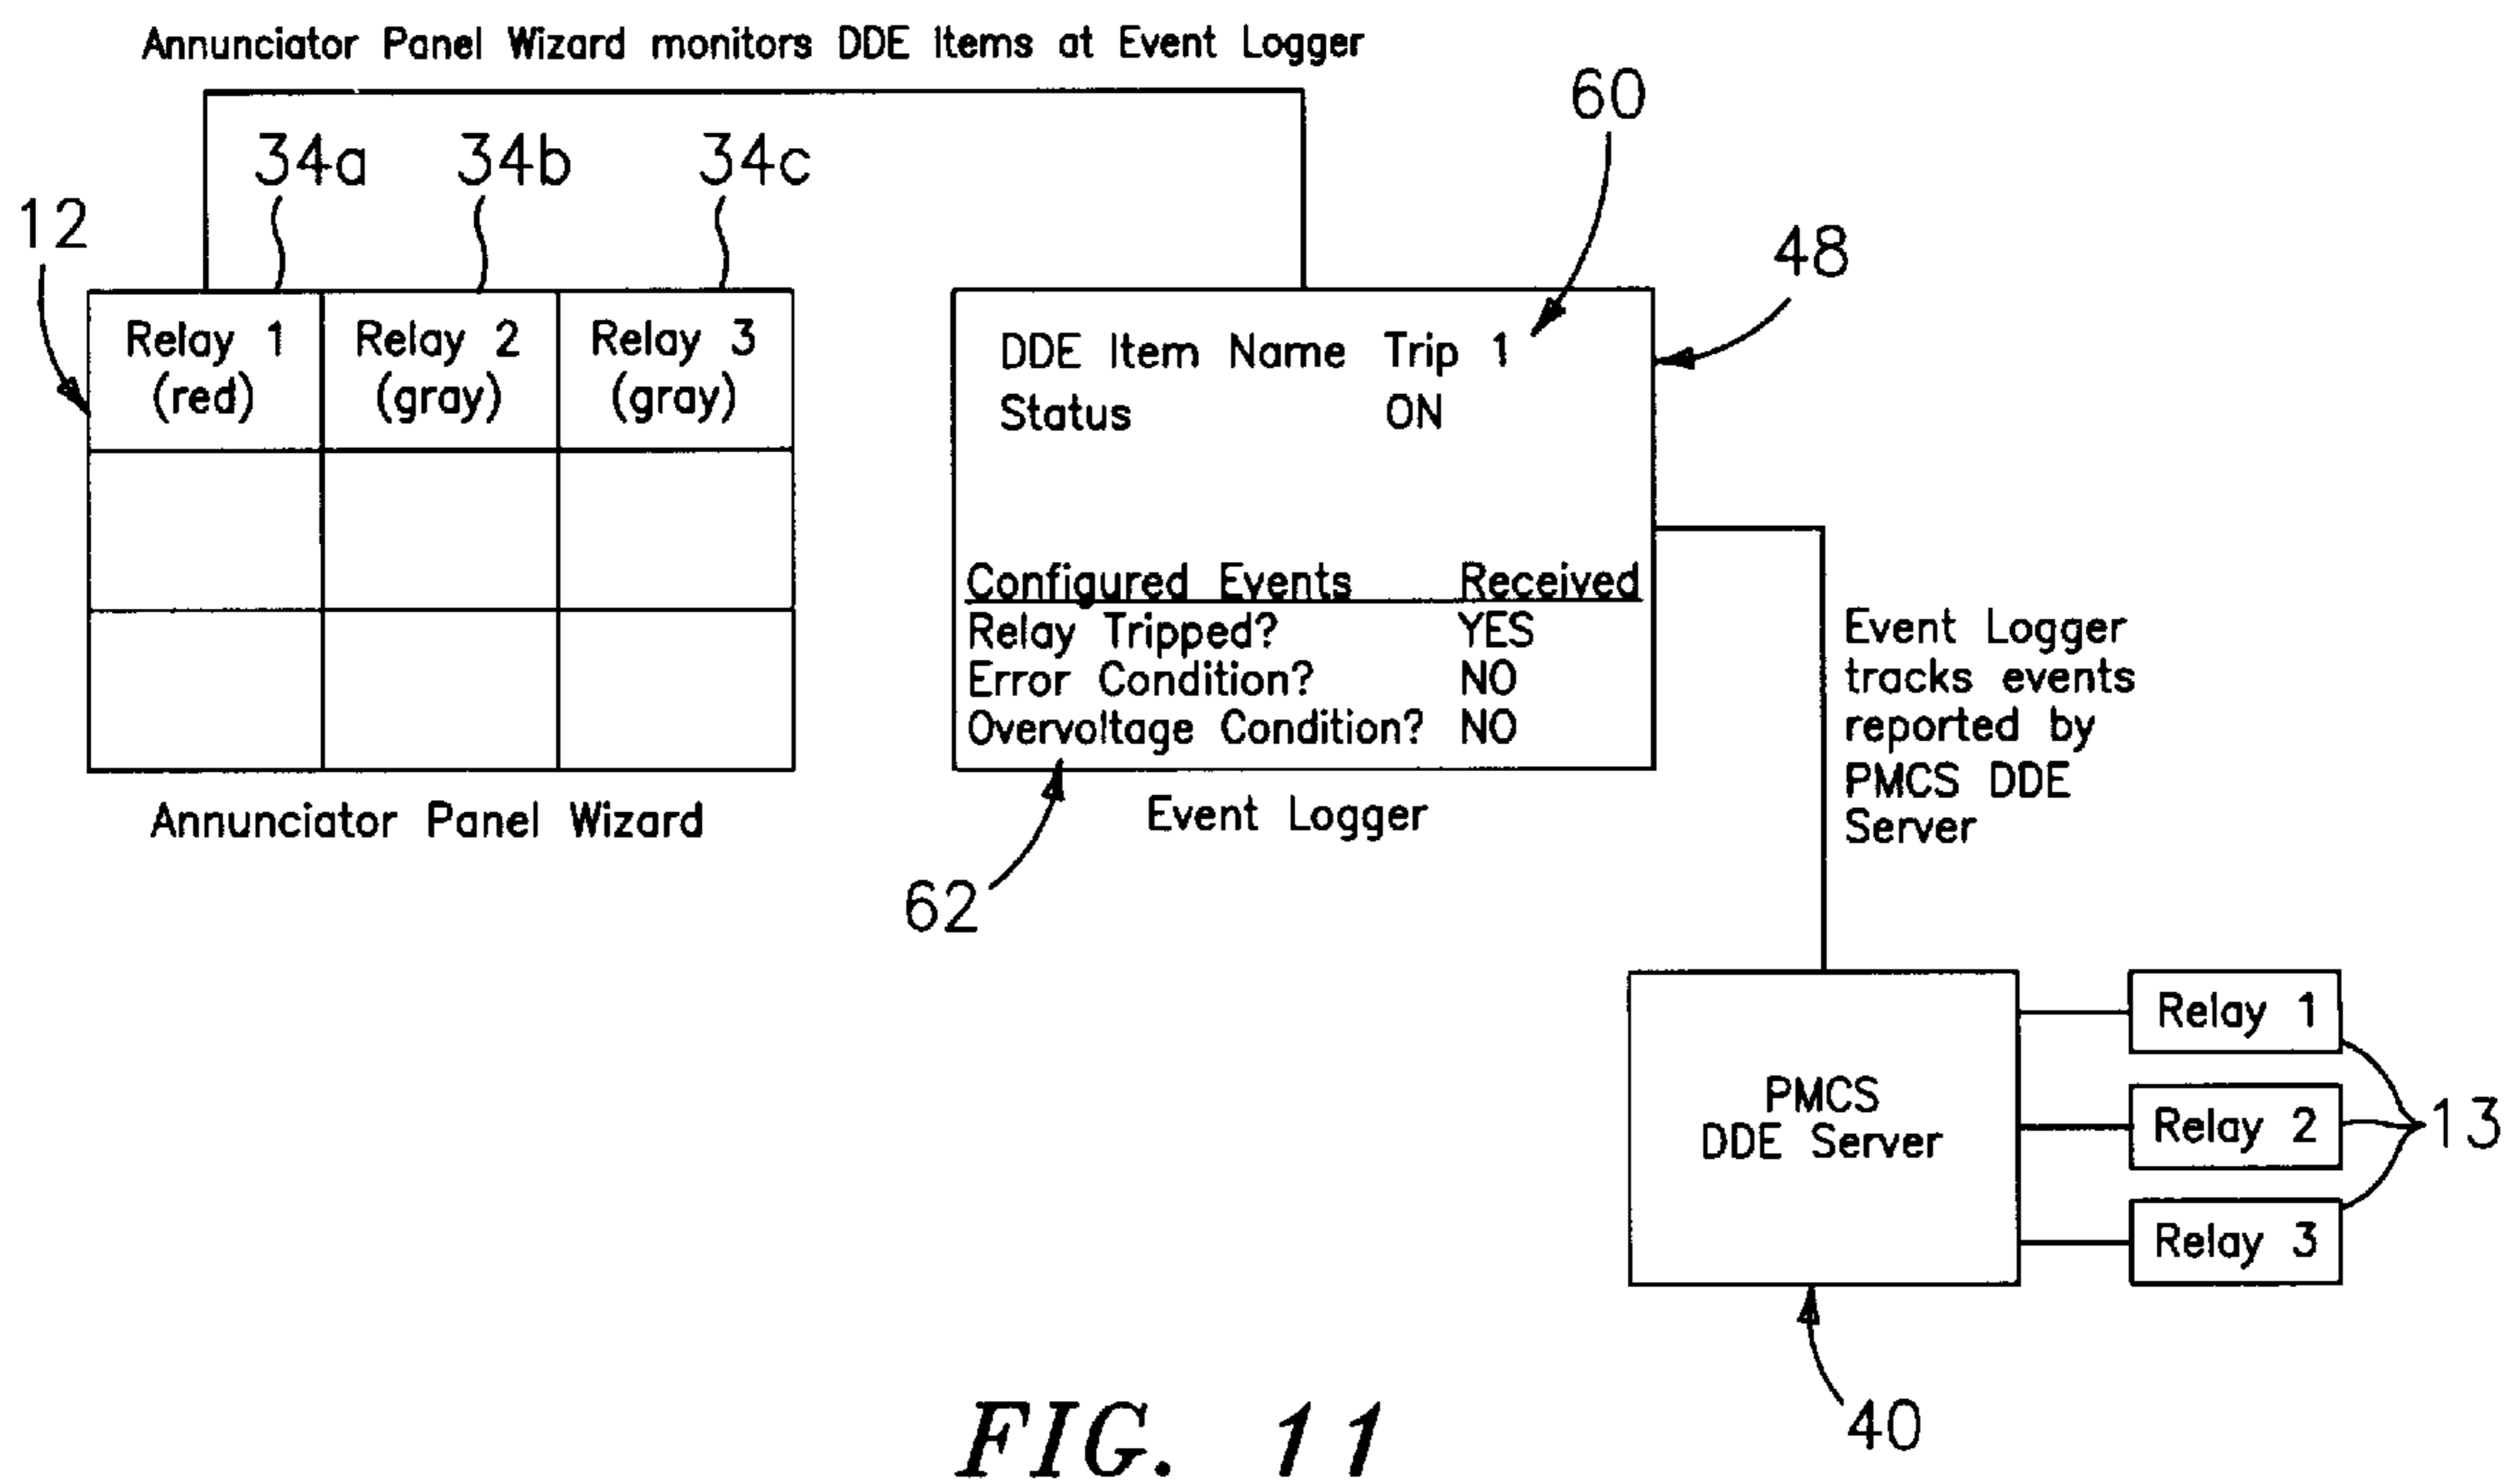 Annunciator Panel Wizard monitors DDE Items at Event Logger
60
34a 34b 34c
12
48
Relay 1 Relay 2 Relay 3
(red) (gray) (gray)
DDE Item Name Trip 1
Status ON
Configured Events Received
Relay Tripped? YES
Error Condition? NO
Overvoltage Condition? NO
Annunciator Panel Wizard
Event Logger
62
Event Logger
tracks events
reported by
PMCS DDE
Server
PMCS
DDE Server
Relay 1
Relay 2
Relay 3
13
40
FIG. 11